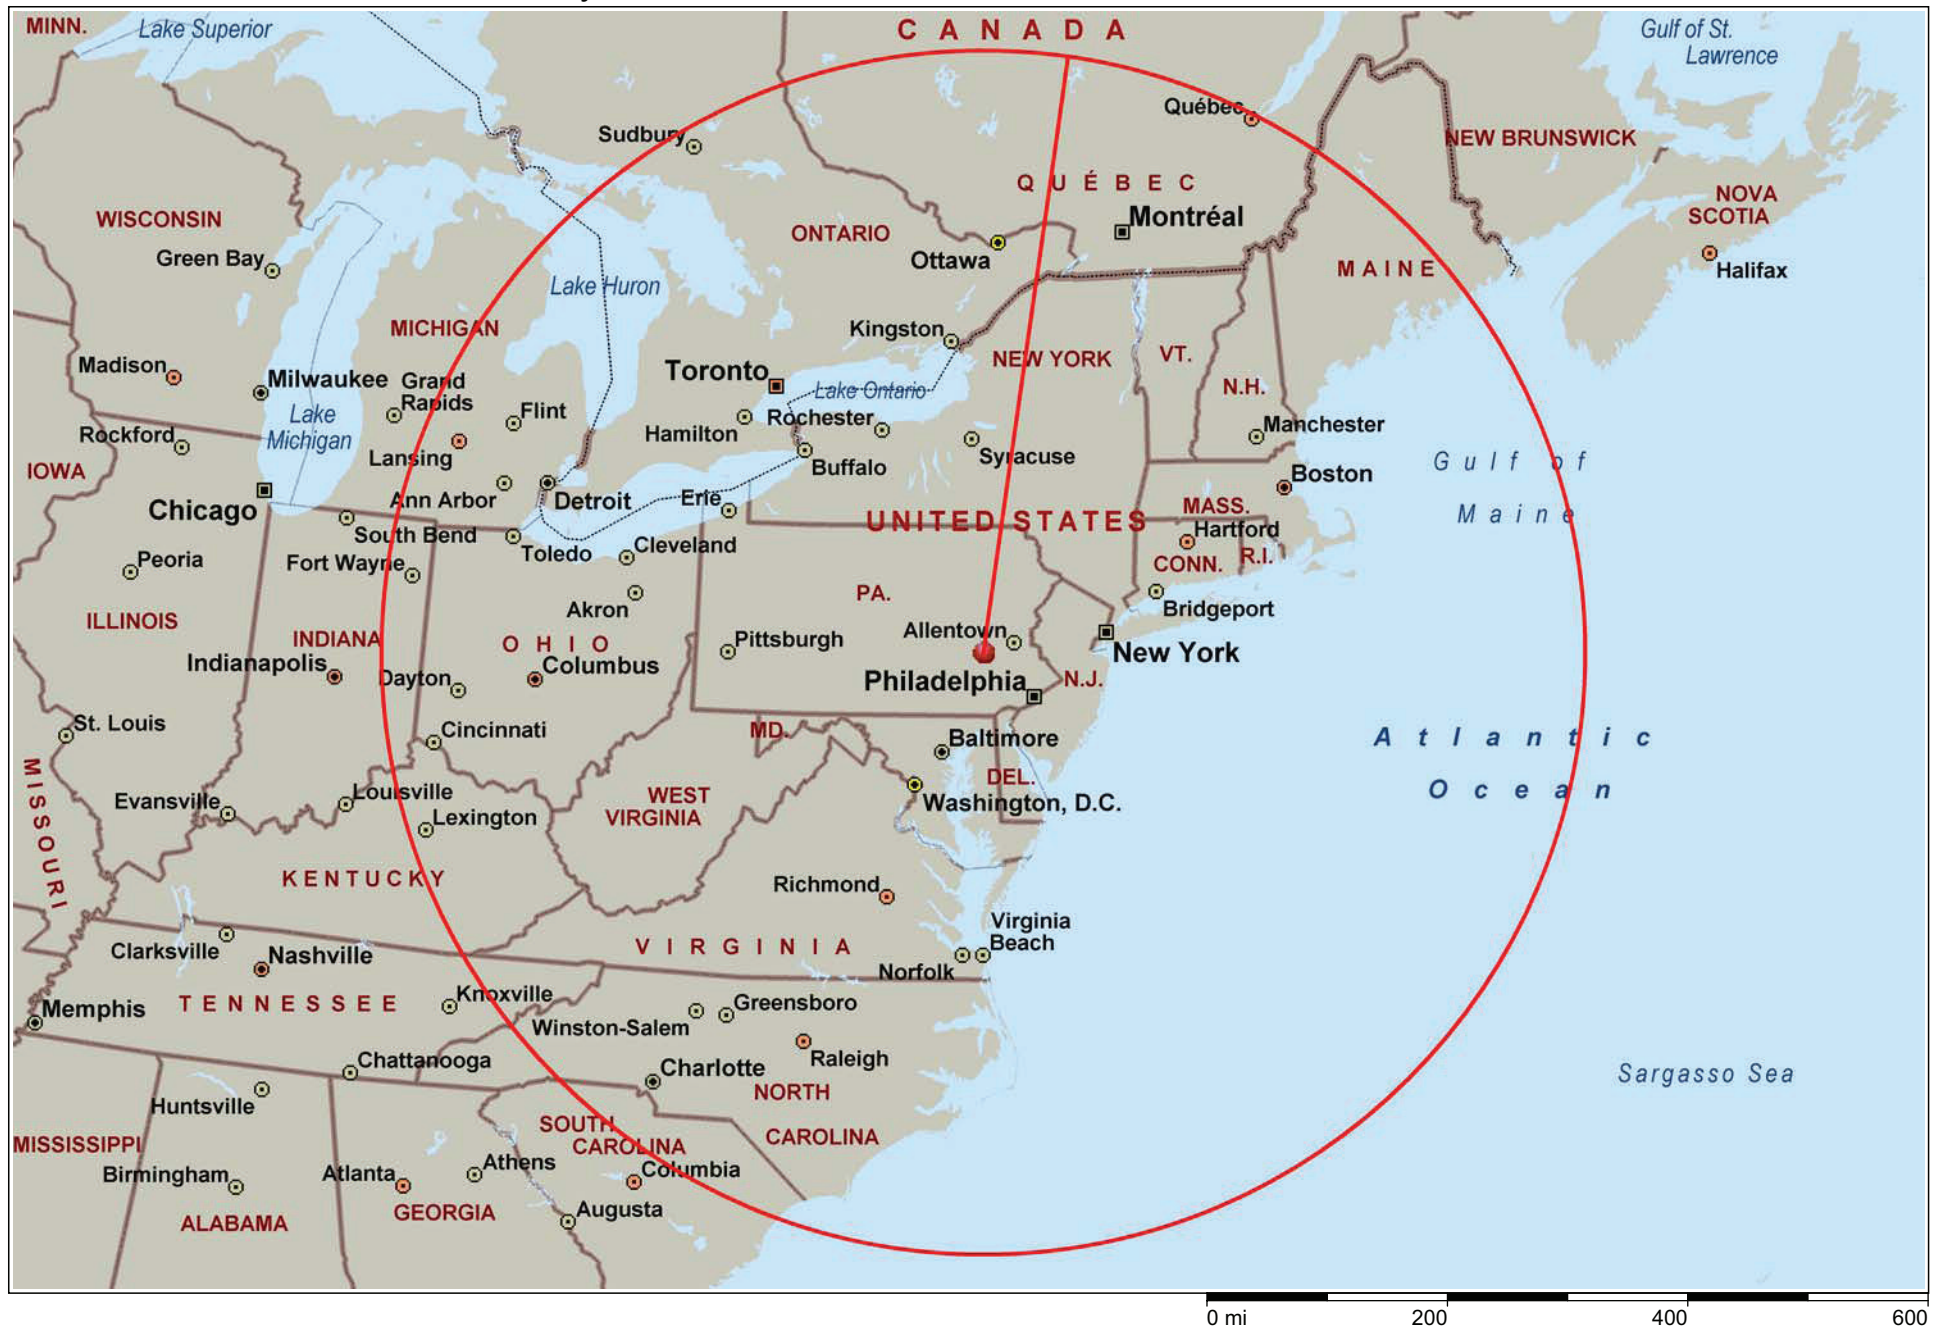 MINN.
Lake Superior
C A N A D A
Gulf of St.
Lawrence
Sudbury
Québec
NEW BRUNSWICK
Q U É B E C
NOVA
SCOTIA
WISCONSIN
ONTARIO
Montréal
Green Bay
Ottawa
MAINE
Halifax
Lake Huron
MICHIGAN
Kingston
NEW YORK
VT.
Madison
Milwaukee
Grand
Rapids
Toronto
Lake Ontario
N.H.
Lake
Michigan
Flint
Rockford
Hamilton
Rochester
Manchester
Lansing
Syracuse
IOWA
Buffalo
Gulf of
Maine
Boston
Chicago
Ann Arbor
Detroit
Erie
UNITED STATES
MASS.
Hartford
South Bend
Toledo
Cleveland
Peoria
Fort Wayne
CONN.
R.I.
PA.
Akron
Bridgeport
ILLINOIS
INDIANA
O H I O
Pittsburgh
Allentown
New York
Indianapolis
Columbus
Dayton
Philadelphia
N.J.
St. Louis
Cincinnati
MD.
Baltimore
Atlantic
Ocean
DEL.
MISSOURI
Evansville
Louisville
WEST
VIRGINIA
Washington, D.C.
Lexington
KENTUCKY
Richmond
Virginia
Beach
Clarksville
Nashville
VIRGINIA
Norfolk
Memphis
TENNESSEE
Knoxville
Greensboro
Winston-Salem
Raleigh
Chattanooga
Charlotte
Sargasso Sea
NORTH
CAROLINA
Huntsville
SOUTH
CAROLINA
MISSISSIPPI
Birmingham
Atlanta
Athens
Columbia
ALABAMA
GEORGIA
Augusta
0 mi
200
400
600